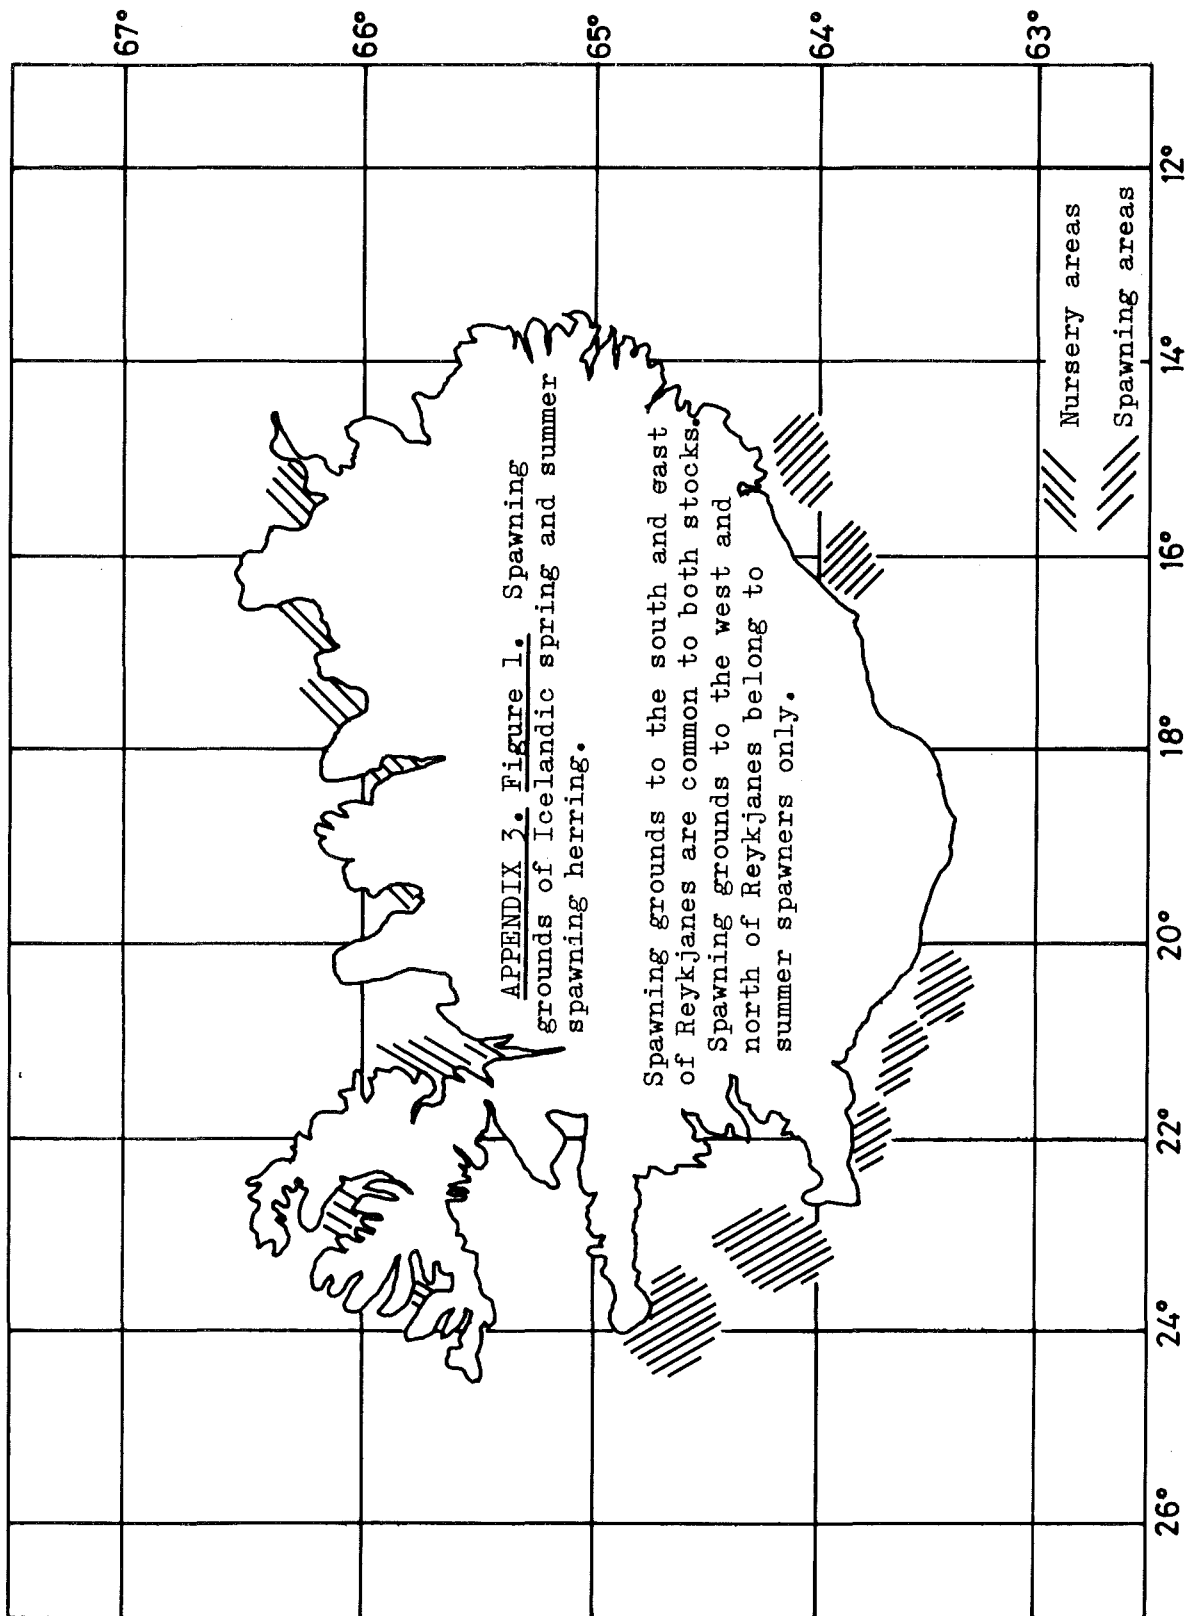 APPENDIX 3. Figure 1. Spawning
grounds of Icelandic spring and summer
spawning herring.
Spawning grounds to the south and east
of Reykjanes are common to both stocks.
Spawning grounds to the west and
north of Reykjanes belong to
summer spawners only.
Nursery areas
Spawning areas
67°
66°
65°
64°
63°
26°
24°
22°
20°
18°
16°
14°
12°